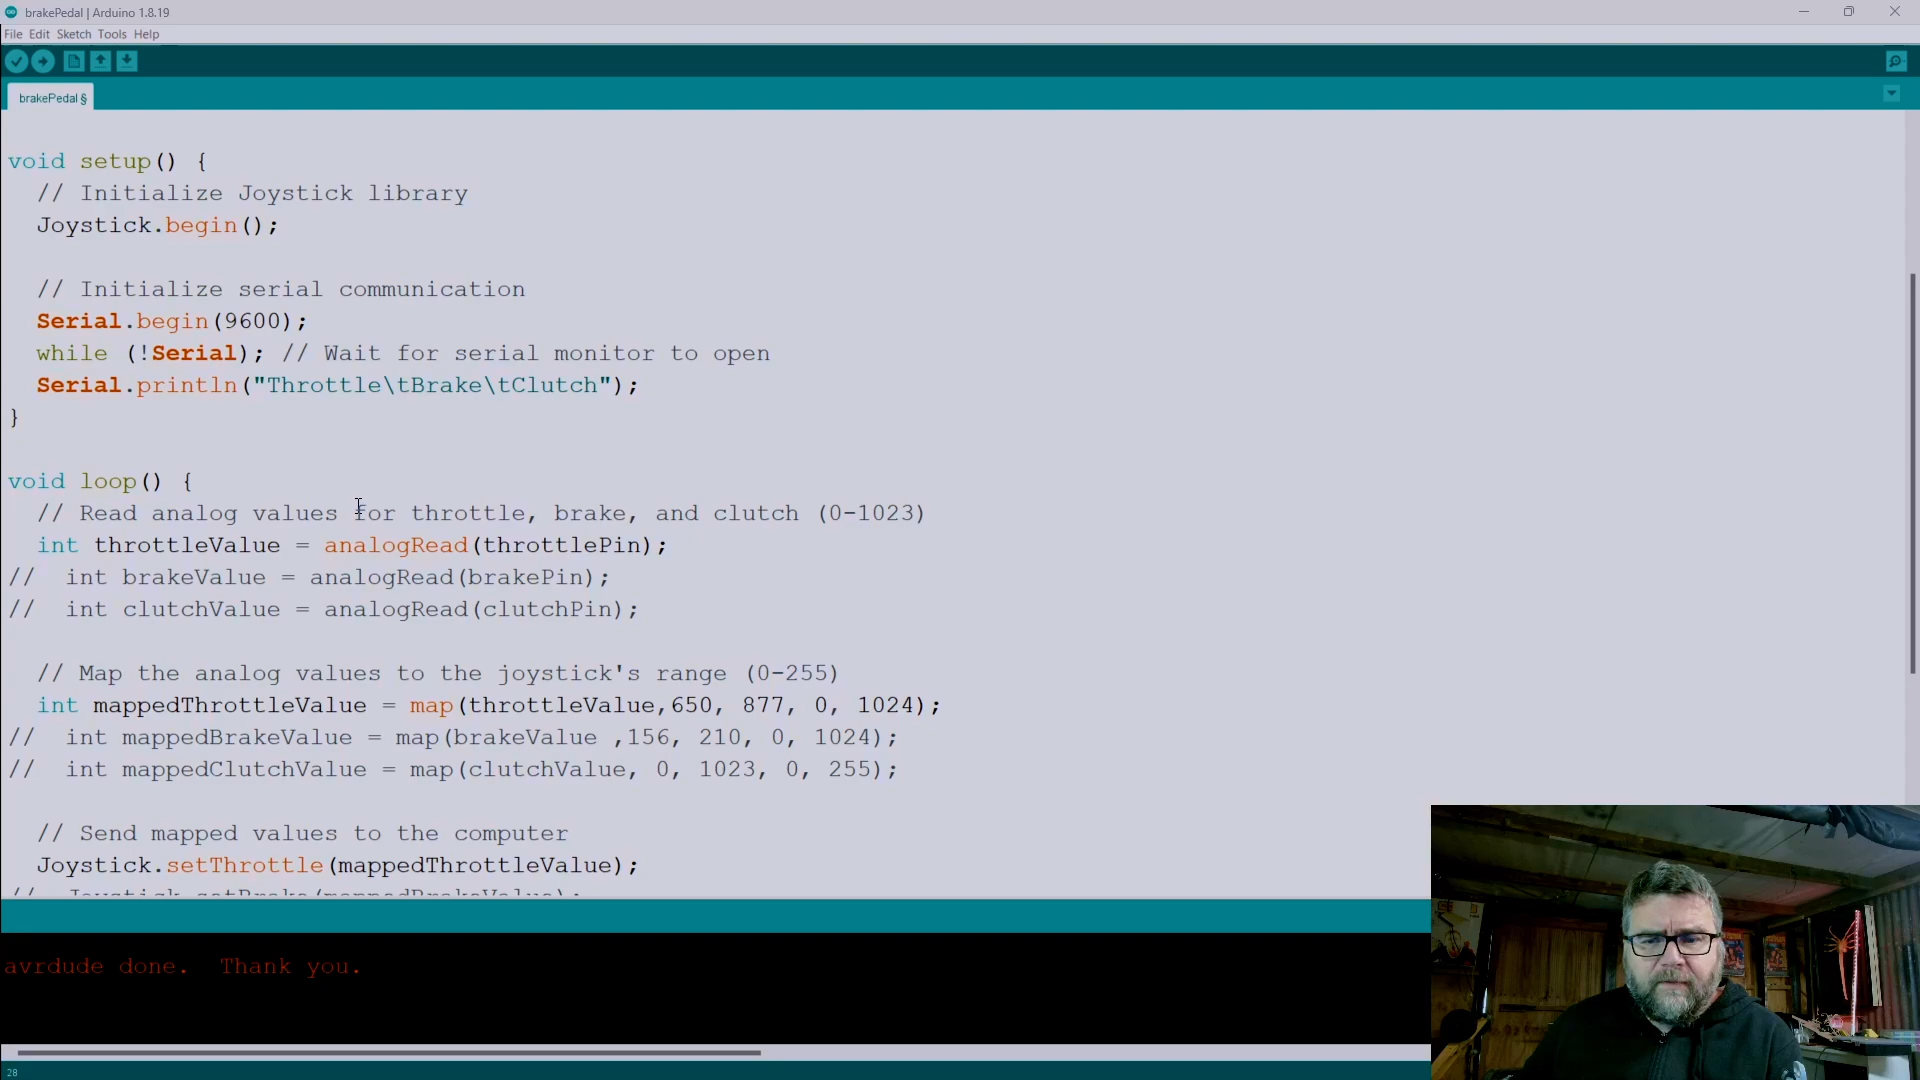 brakePedal | Arduino 1.8.19
File Edit Sketch Tools Help
brakePedal §
void setup() {
// Initialize Joystick library
Joystick.begin();
// Initialize serial communication
Serial.begin(9600);
while (!Serial); // Wait for serial monitor to open
Serial.println("Throttle\tBrake\tClutch");
}
void loop() {
// Read analog values for throttle, brake, and clutch (0-1023)
int throttleValue = analogRead(throttlePin);
//  int brakeValue = analogRead(brakePin);
//  int clutchValue = analogRead(clutchPin);
// Map the analog values to the joystick's range (0-255)
int mappedThrottleValue = map(throttleValue,650, 877, 0, 1024);
//  int mappedBrakeValue = map(brakeValue ,156, 210, 0, 1024);
//  int mappedClutchValue = map(clutchValue, 0, 1023, 0, 255);
// Send mapped values to the computer
Joystick.setThrottle(mappedThrottleValue);
//  Joystick.setBrake(mappedBrakeValue);
avrdude done.  Thank you.
28